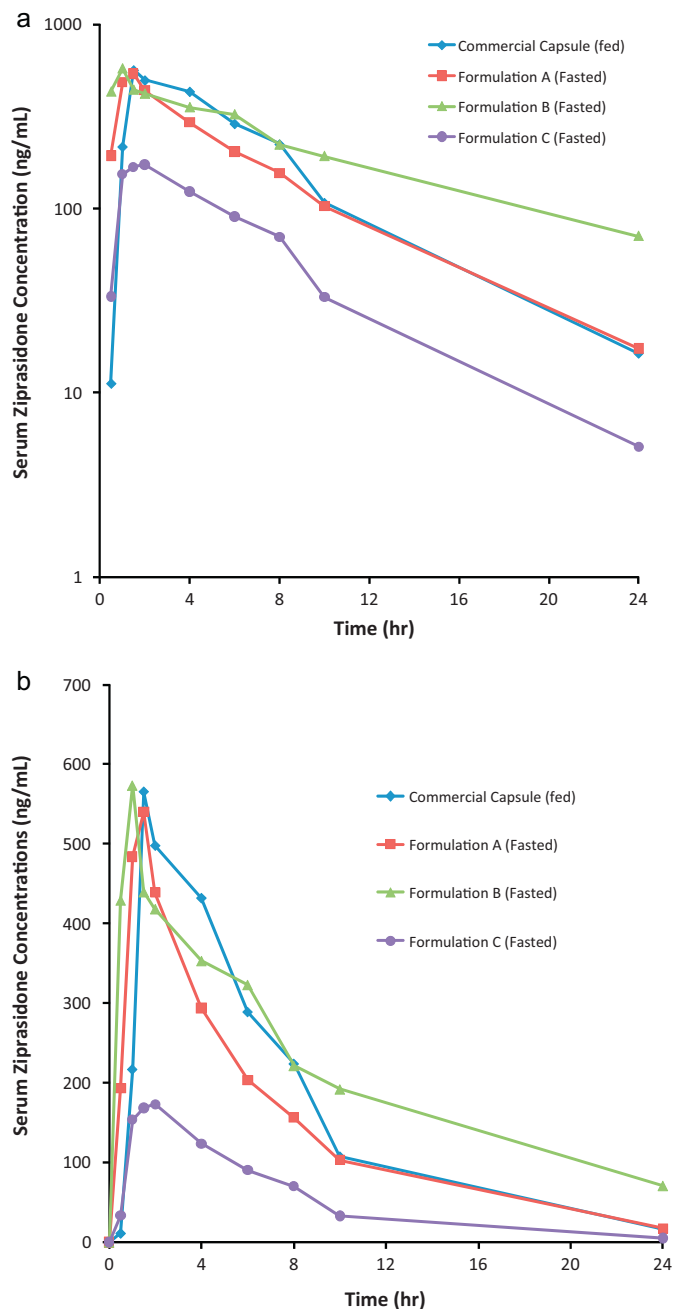 a
1000
100
10
1
Serum Ziprasidone Concentration (ng/mL)
Commercial Capsule (fed)
Formulation A (Fasted)
Formulation B (Fasted)
Formulation C (Fasted)
0 4 8 12 16 20 24
Time (hr)
b
700
600
500
400
300
200
100
0
Serum Ziprasidone Concentrations (ng/mL)
Commercial Capsule (fed)
Formulation A (Fasted)
Formulation B (Fasted)
Formulation C (Fasted)
0 4 8 12 16 20 24
Time (hr)